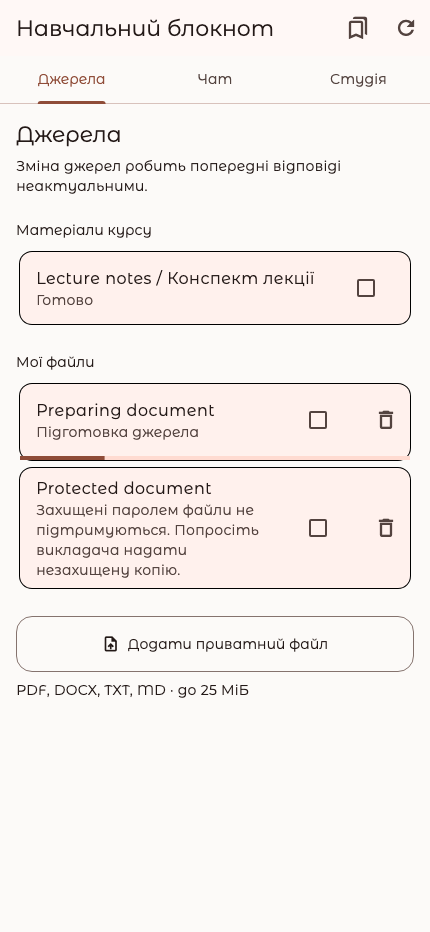 Навчальний блокнот
Джерела
Чат
Студія
Джерела
Зміна джерел робить попередні відповіді
неактуальними.
Матеріали курсу
Lecture notes / Конспект лекції
Готово
Мої файли
Preparing document
Підготовка джерела
Protected document
Захищені паролем файли не
підтримуються. Попросіть
викладача надати
незахищену копію.
Додати приватний файл
PDF, DOCX, TXT, MD · до 25 МіБ